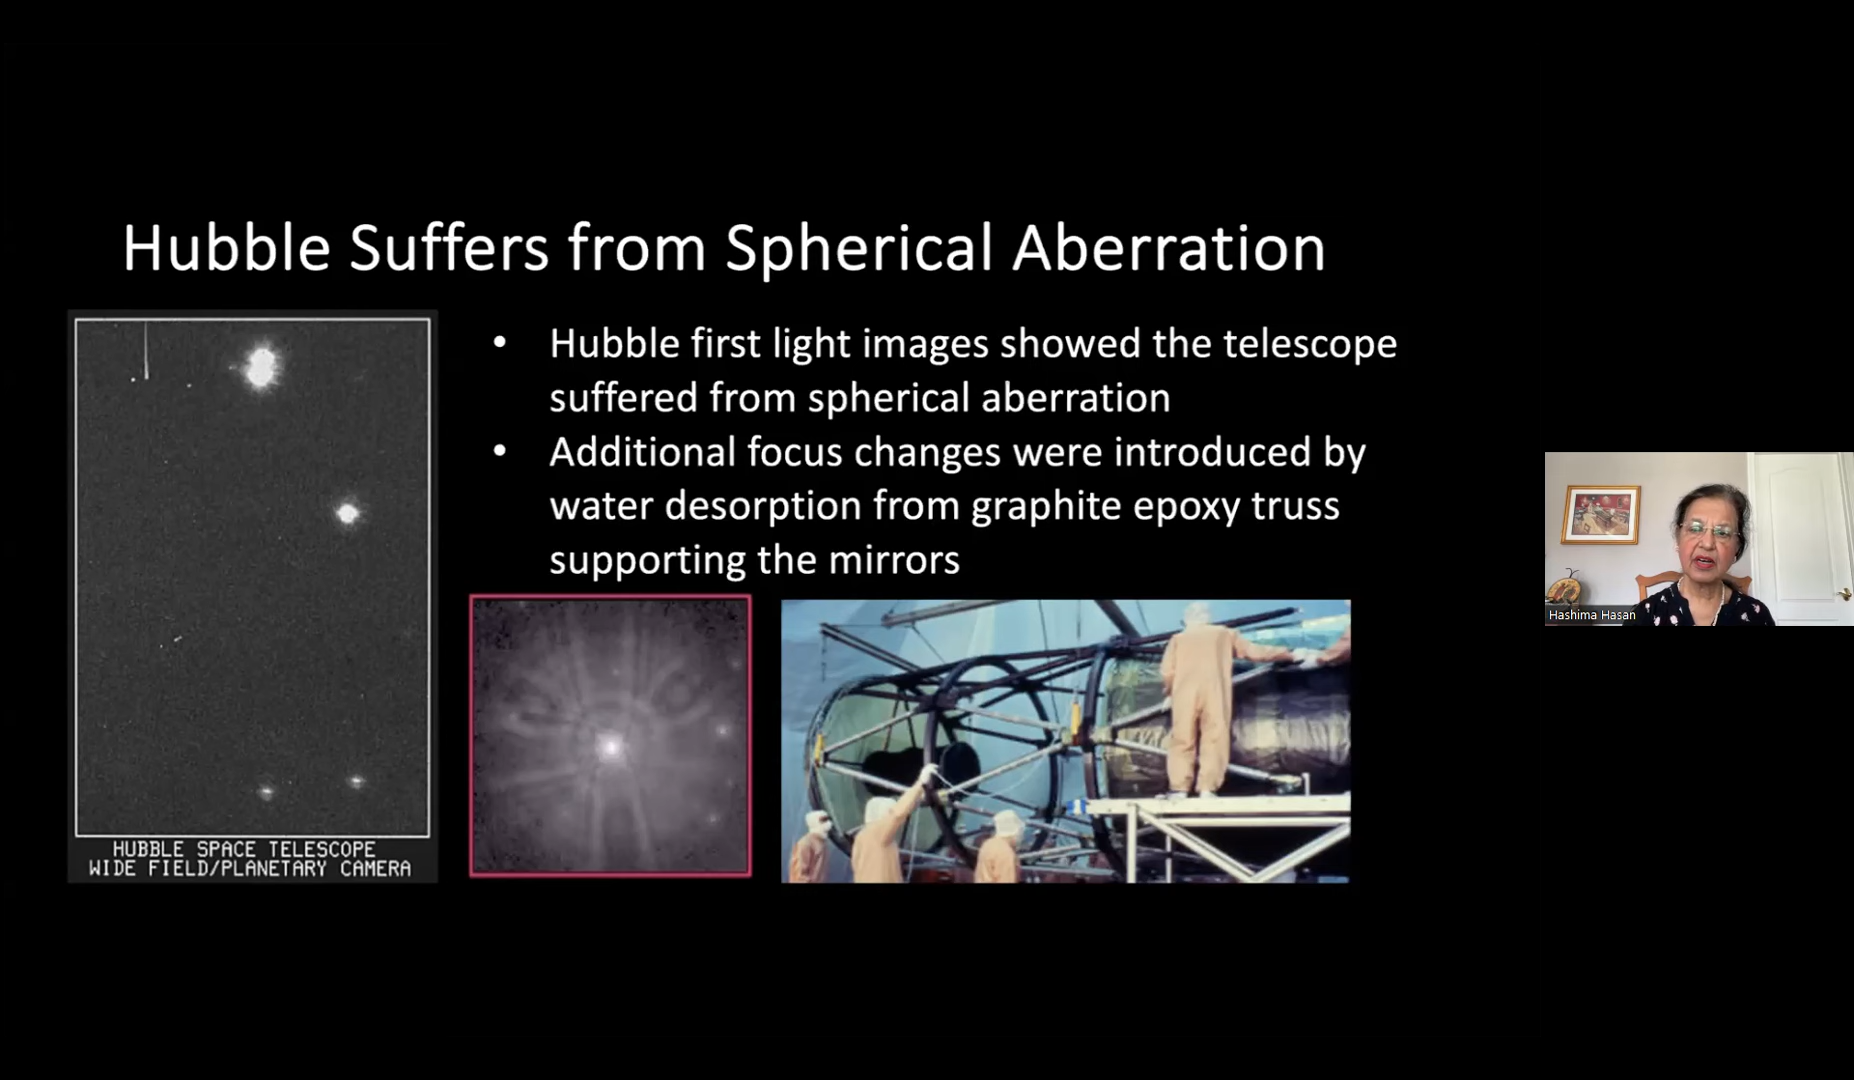 Hubble Suffers from Spherical Aberration
• Hubble first light images showed the telescope
suffered from spherical aberration
• Additional focus changes were introduced by
water desorption from graphite epoxy truss
supporting the mirrors
HUBBLE SPACE TELESCOPE
WIDE FIELD/PLANETARY CAMERA
Hashima Hasan